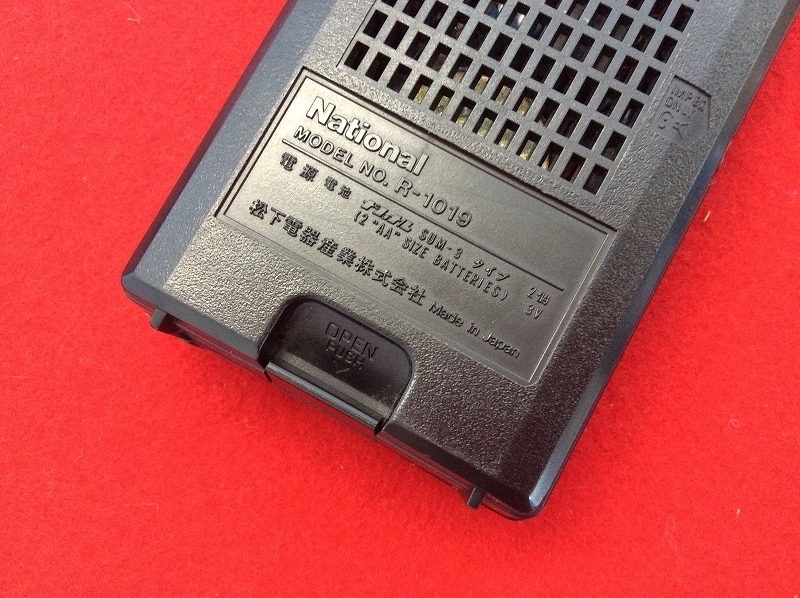 National
MODEL NO. R-1019
電源 電池 ナショナル SUM-3 タイプ 2個
(2 "AA" SIZE BATTERIES) 3V
松下電器産業株式会社 Made in Japan
OPEN
PUSH